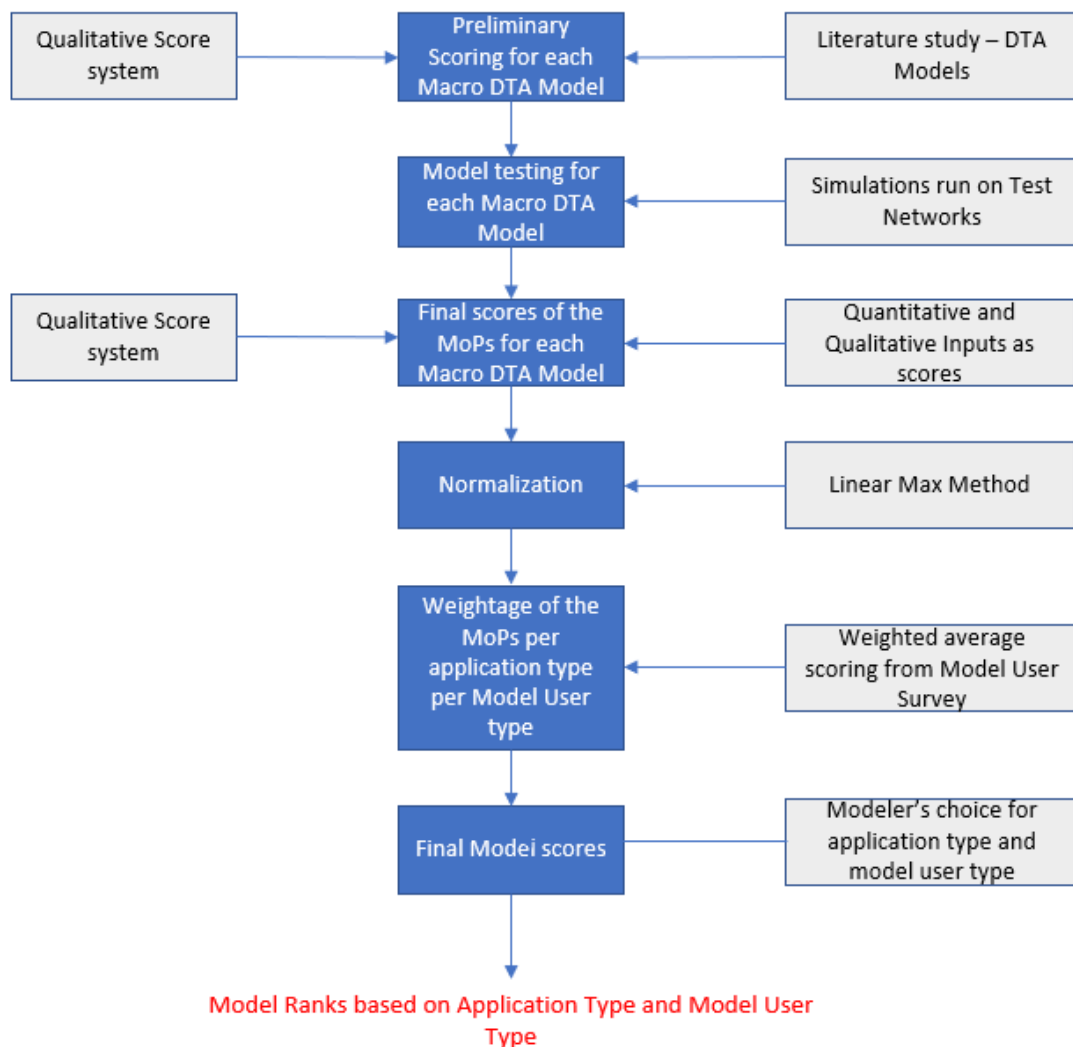 Qualitative Score
system
Preliminary
Scoring for each
Macro DTA Model
Literature study – DTA
Models
Model testing for
each Macro DTA
Model
Simulations run on Test
Networks
Qualitative Score
system
Final scores of the
MoPs for each
Macro DTA Model
Quantitative and
Qualitative Inputs as
scores
Normalization
Linear Max Method
Weightage of the
MoPs per
application type
per Model User
type
Weighted average
scoring from Model User
Survey
Final Modei scores
Modeler's choice for
application type and
model user type
Model Ranks based on Application Type and Model User
Type